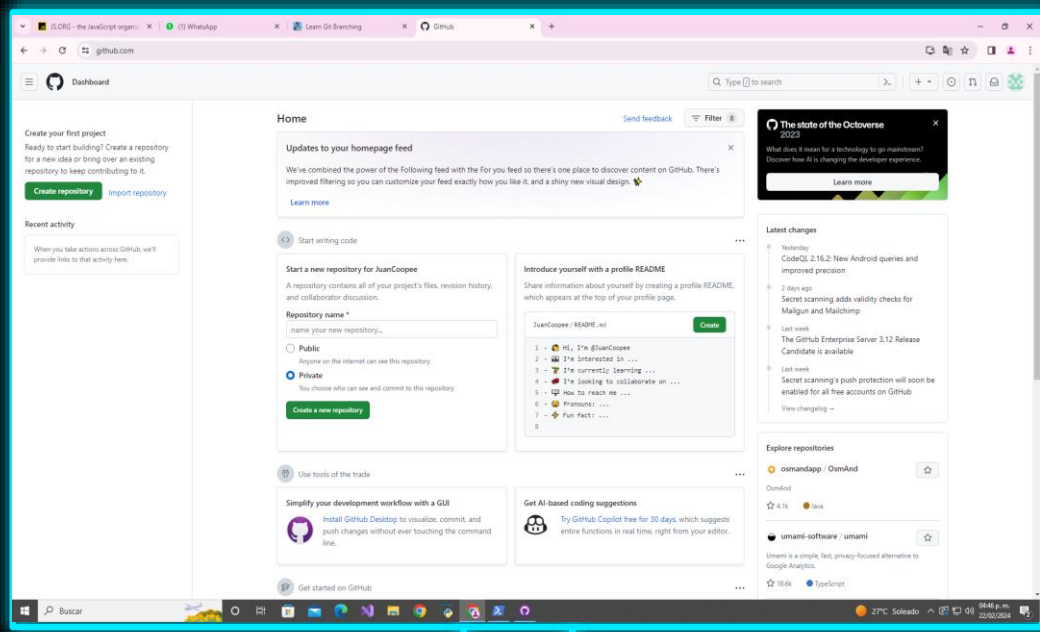 JS.ORG - the JavaScript organiz
(1) WhatsApp
Learn Git Branching
GitHub
github.com
Dashboard
Type / to search
Create your first project
Ready to start building? Create a repository
for a new idea or bring over an existing
repository to keep contributing to it.
Create repository
Import repository
Recent activity
When you take actions across GitHub, we'll
provide links to that activity here.
Home
Send feedback
Filter 8
Updates to your homepage feed
We've combined the power of the Following feed with the For you feed so there's one place to discover content on GitHub. There's
improved filtering so you can customize your feed exactly how you like it, and a shiny new visual design.
Learn more
Start writing code
Start a new repository for JuanCoopee
A repository contains all of your project's files, revision history,
and collaborator discussion.
Repository name *
name your new repository...
Public
Anyone on the internet can see this repository
Private
You choose who can see and commit to this repository
Create a new repository
Introduce yourself with a profile README
Share information about yourself by creating a profile README,
which appears at the top of your profile page.
JuanCoopee / README.md
Create
1 - Hi, I'm @JuanCoopee
2 - I'm interested in ...
3 - I'm currently learning ...
4 - I'm looking to collaborate on ...
5 - How to reach me ...
6 - Pronouns: ...
7 - Fun fact: ...
8
Use tools of the trade
Simplify your development workflow with a GUI
Install GitHub Desktop to visualize, commit, and
push changes without ever touching the command
line.
Get AI-based coding suggestions
Try GitHub Copilot free for 30 days, which suggests
entire functions in real time, right from your editor.
Get started on GitHub
The state of the Octoverse
2023
What does it mean for a technology to go mainstream?
Discover how AI is changing the developer experience.
Learn more
Latest changes
Yesterday
CodeQL 2.16.2: New Android queries and
improved precision
2 days ago
Secret scanning adds validity checks for
Mailgun and Mailchimp
Last week
The GitHub Enterprise Server 3.12 Release
Candidate is available
Last week
Secret scanning's push protection will soon be
enabled for all free accounts on GitHub
View changelog →
Explore repositories
osmandapp / OsmAnd
OsmAnd
4.1k
Java
umami-software / umami
Umami is a simple, fast, privacy-focused alternative to
Google Analytics.
18.6k
TypeScript
Buscar
27°C Soleado
04:46 p. m.
22/02/2024